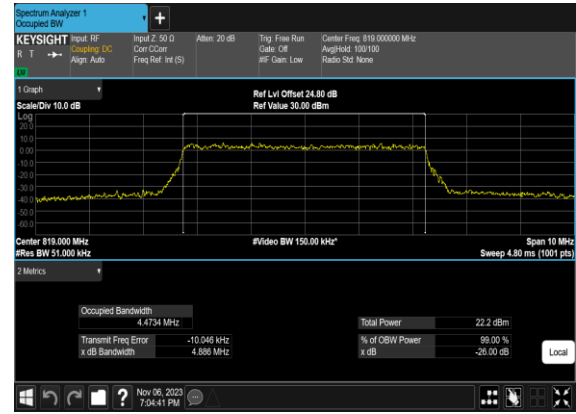 Spectrum Analyzer 1
Occupied BW
+
KEYSIGHT Input: RF
R T Coupling: DC
Align: Auto
Input Z: 50 Ω
Corr CCorr
Freq Ref: Int (S)
Atten: 20 dB
Trig: Free Run
Gate: Off
#IF Gain: Low
Center Freq: 819.000000 MHz
Avg|Hold: 100/100
Radio Std: None
1 Graph
Scale/Div 10.0 dB
Ref Lvl Offset 24.80 dB
Ref Value 30.00 dBm
Log
20.0
10.0
0.00
-10.0
-20.0
-30.0
-40.0
-50.0
-60.0
Center 819.000 MHz
#Res BW 51.000 kHz
#Video BW 150.00 kHz*
Span 10 MHz
Sweep 4.80 ms (1001 pts)
2 Metrics
Occupied Bandwidth
4.4734 MHz
Total Power 22.2 dBm
Transmit Freq Error -10.046 kHz
% of OBW Power 99.00 %
x dB Bandwidth 4.886 MHz
x dB -26.00 dB
Local
?
Nov 06, 2023
7:04:41 PM